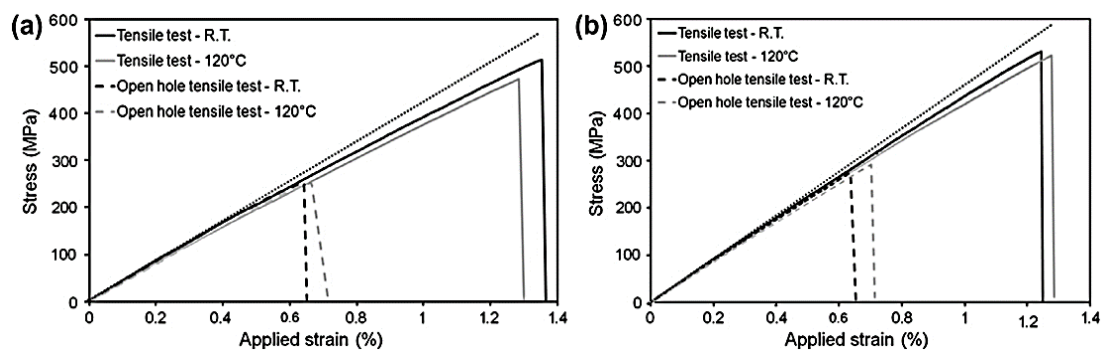 (a)
Tensile test - R.T.
Tensile test - 120°C
Open hole tensile test - R.T.
Open hole tensile test - 120°C
600
500
400
300
200
100
0
Stress (MPa)
0 0.2 0.4 0.6 0.8 1 1.2 1.4
Applied strain (%)
(b)
Tensile test - R.T.
Tensile test - 120°C
Open hole tensile test - R.T.
Open hole tensile test - 120°C
600
500
400
300
200
100
0
Stress (MPa)
0 0.2 0.4 0.6 0.8 1 1.2 1.4
Applied strain (%)